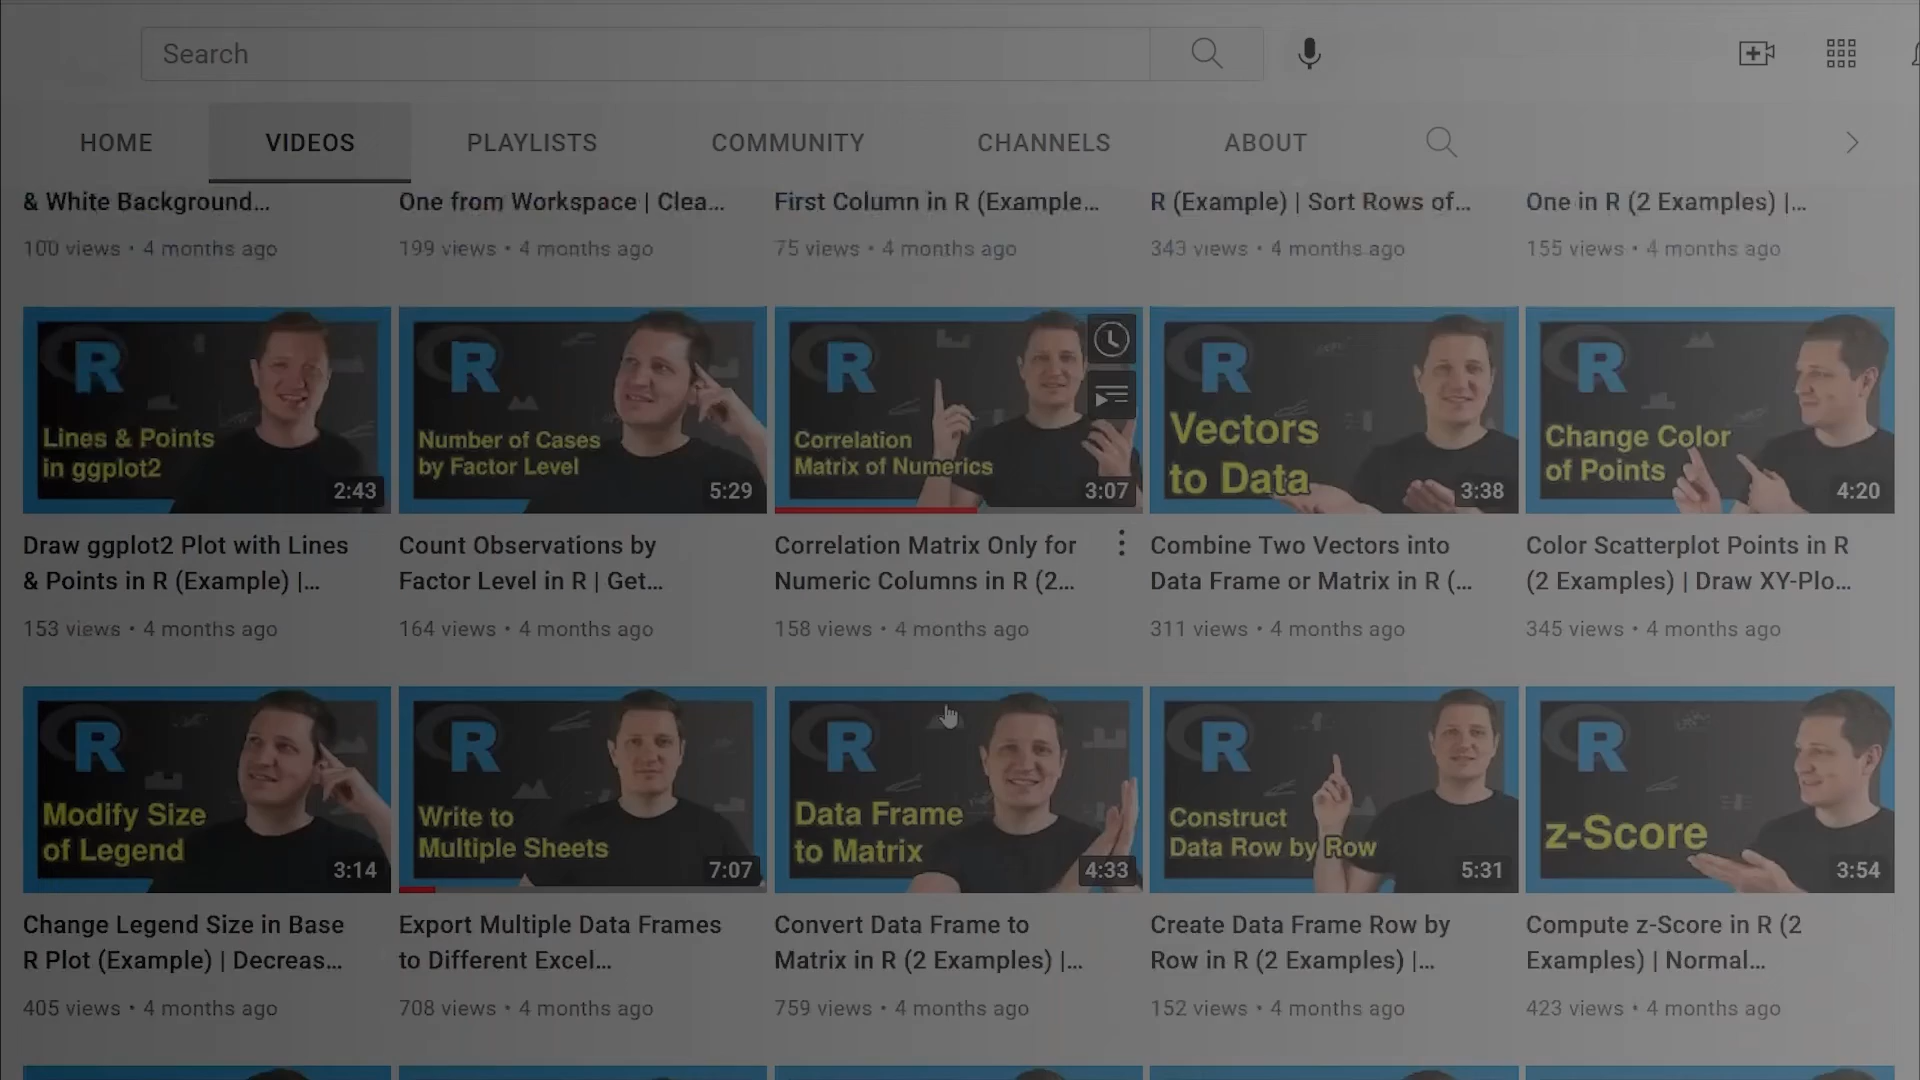 Search
HOME
VIDEOS
PLAYLISTS
COMMUNITY
CHANNELS
ABOUT
& White Background...
One from Workspace | Clea...
First Column in R (Example...
R (Example) | Sort Rows of...
One in R (2 Examples) |...
100 views • 4 months ago
199 views • 4 months ago
75 views • 4 months ago
343 views • 4 months ago
155 views • 4 months ago
R
Lines & Points
in ggplot2
2:43
R
Number of Cases
by Factor Level
5:29
R
Correlation
Matrix of Numerics
3:07
R
Vectors
to Data
3:38
R
Change Color
of Points
4:20
Draw ggplot2 Plot with Lines
& Points in R (Example) |...
153 views • 4 months ago
Count Observations by
Factor Level in R | Get...
164 views • 4 months ago
Correlation Matrix Only for
Numeric Columns in R (2...
158 views • 4 months ago
Combine Two Vectors into
Data Frame or Matrix in R (...
311 views • 4 months ago
Color Scatterplot Points in R
(2 Examples) | Draw XY-Plo...
345 views • 4 months ago
R
Modify Size
of Legend
3:14
R
Write to
Multiple Sheets
7:07
R
Data Frame
to Matrix
4:33
R
Construct
Data Row by Row
5:31
R
z-Score
3:54
Change Legend Size in Base
R Plot (Example) | Decreas...
405 views • 4 months ago
Export Multiple Data Frames
to Different Excel...
708 views • 4 months ago
Convert Data Frame to
Matrix in R (2 Examples) |...
759 views • 4 months ago
Create Data Frame Row by
Row in R (2 Examples) |...
152 views • 4 months ago
Compute z-Score in R (2
Examples) | Normal...
423 views • 4 months ago